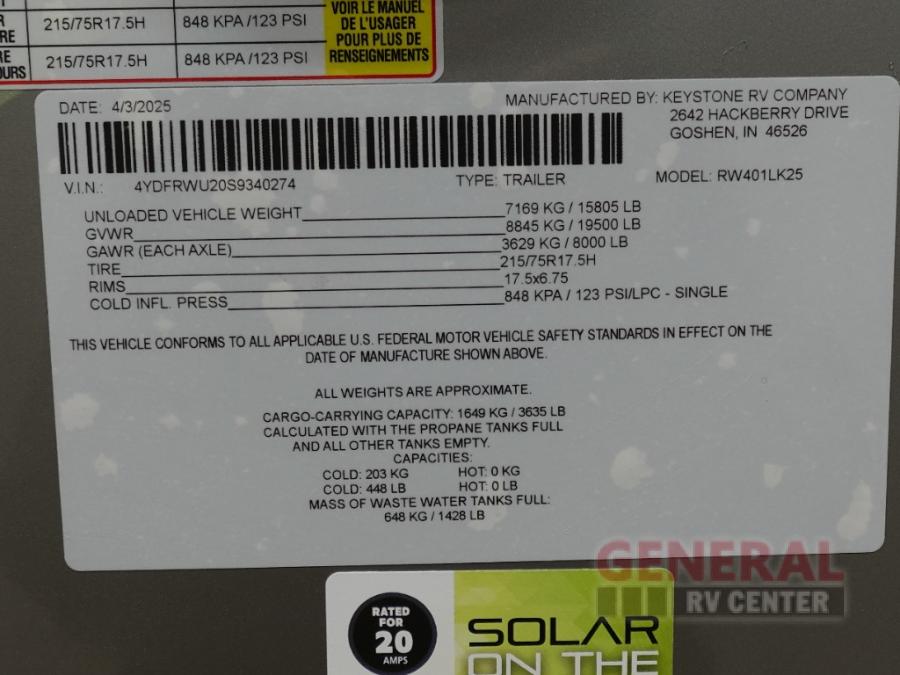 VOIR LE MANUEL
215/75R17.5H 848 KPA /123 PSI DE L'USAGER
RE POUR PLUS DE
215/75R17.5H 848 KPA /123 PSI RENSEIGNEMENTS
OURS
DATE: 4/3/2025 MANUFACTURED BY: KEYSTONE RV COMPANY
2642 HACKBERRY DRIVE
GOSHEN, IN 46526
V.I.N.: 4YDFRWU20S9340274 TYPE: TRAILER MODEL: RW401LK25
UNLOADED VEHICLE WEIGHT 7169 KG / 15805 LB
GVWR 8845 KG / 19500 LB
GAWR (EACH AXLE) 3629 KG / 8000 LB
TIRE 215/75R17.5H
RIMS 17.5x6.75
COLD INFL. PRESS 848 KPA / 123 PSI/LPC - SINGLE
THIS VEHICLE CONFORMS TO ALL APPLICABLE U.S. FEDERAL MOTOR VEHICLE SAFETY STANDARDS IN EFFECT ON THE
DATE OF MANUFACTURE SHOWN ABOVE.
ALL WEIGHTS ARE APPROXIMATE.
CARGO-CARRYING CAPACITY: 1649 KG / 3635 LB
CALCULATED WITH THE PROPANE TANKS FULL
AND ALL OTHER TANKS EMPTY.
CAPACITIES:
COLD: 203 KG HOT: 0 KG
COLD: 448 LB HOT: 0 LB
MASS OF WASTE WATER TANKS FULL:
648 KG / 1428 LB
GENERAL
RV CENTER
RATED
FOR
20
AMPS
SOLAR
ON THE